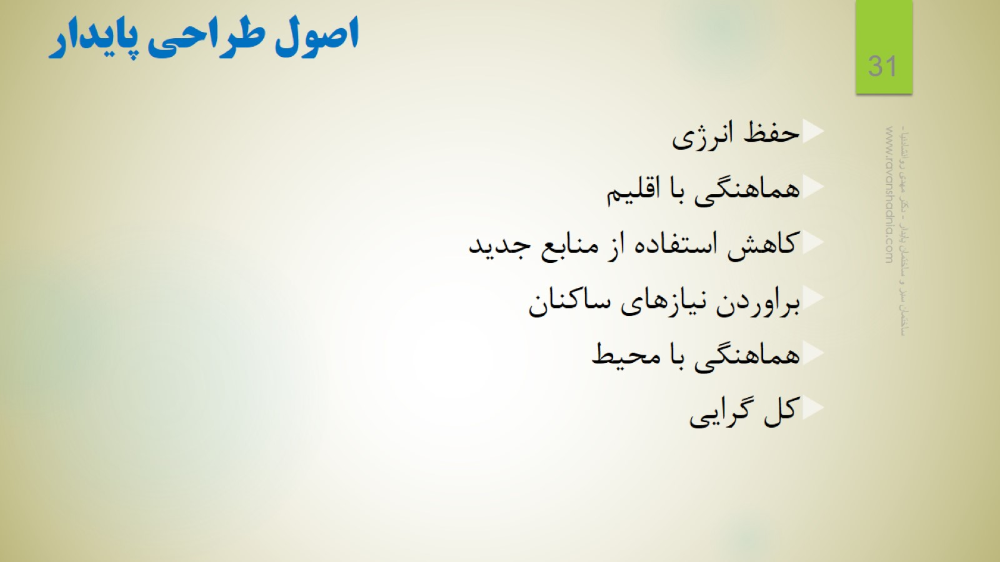 اصول طراحی پایدار
31
حفظ انرژی
هماهنگی با اقلیم
کاهش استفاده از منابع جدید
براوردن نیازهای ساکنان
هماهنگی با محیط
کل گرایی
ساختمان سبز و ساختمان پایدار - دکتر مهدی روانشادنیا -
www.ravanshadnia.com